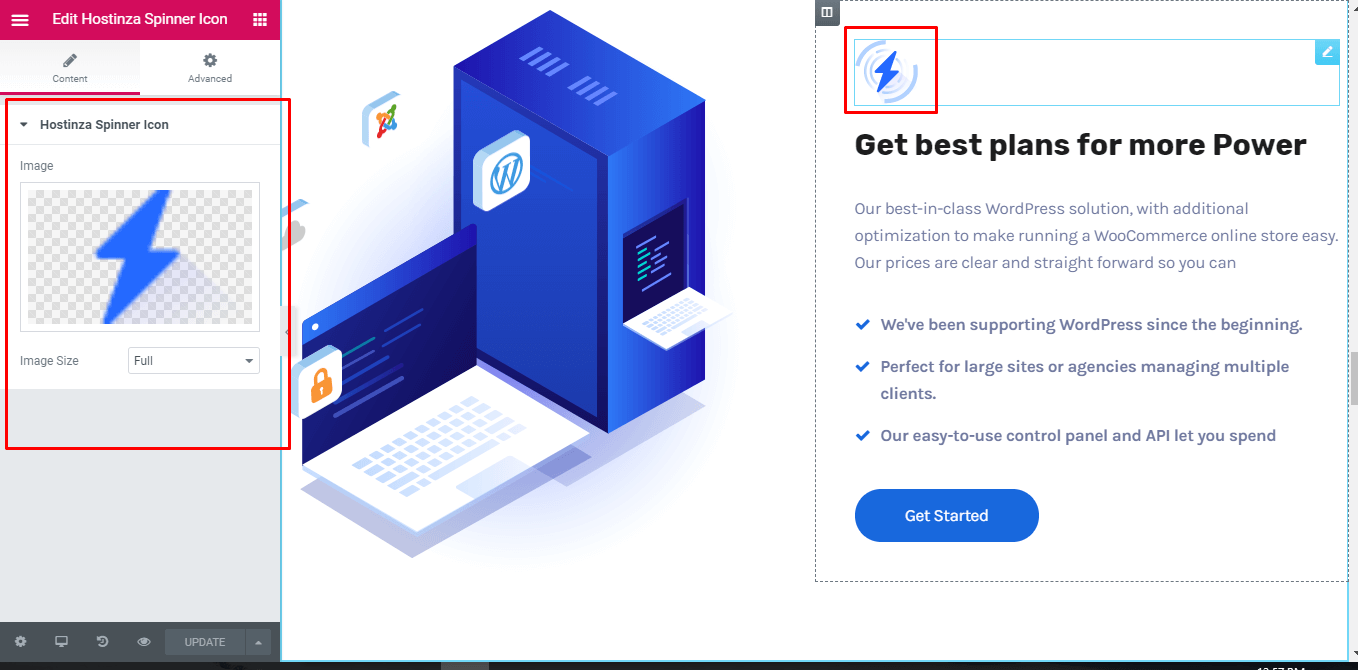 Edit Hostinza Spinner Icon
Content
Advanced
Hostinza Spinner Icon
Image
Image Size
Full
UPDATE
Get best plans for more Power
Our best-in-class WordPress solution, with additional
optimization to make running a WooCommerce online store easy.
Our prices are clear and straight forward so you can
We've been supporting WordPress since the beginning.
Perfect for large sites or agencies managing multiple
clients.
Our easy-to-use control panel and API let you spend
Get Started